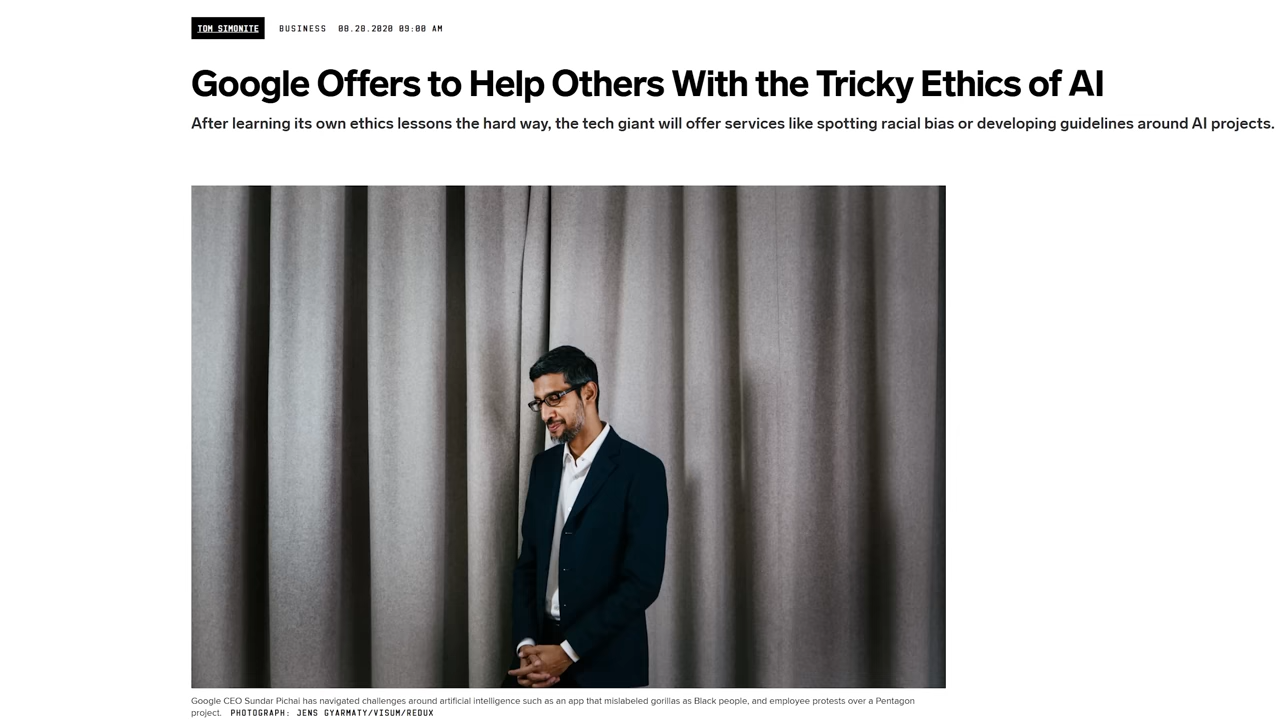 TOM SIMONITE BUSINESS 08.28.2020 09:00 AM
Google Offers to Help Others With the Tricky Ethics of AI
After learning its own ethics lessons the hard way, the tech giant will offer services like spotting racial bias or developing guidelines around AI projects.
Google CEO Sundar Pichai has navigated challenges around artificial intelligence such as an app that mislabeled gorillas as Black people, and employee protests over a Pentagon
project. PHOTOGRAPH: JENS GYARMATY/VISUM/REDUX